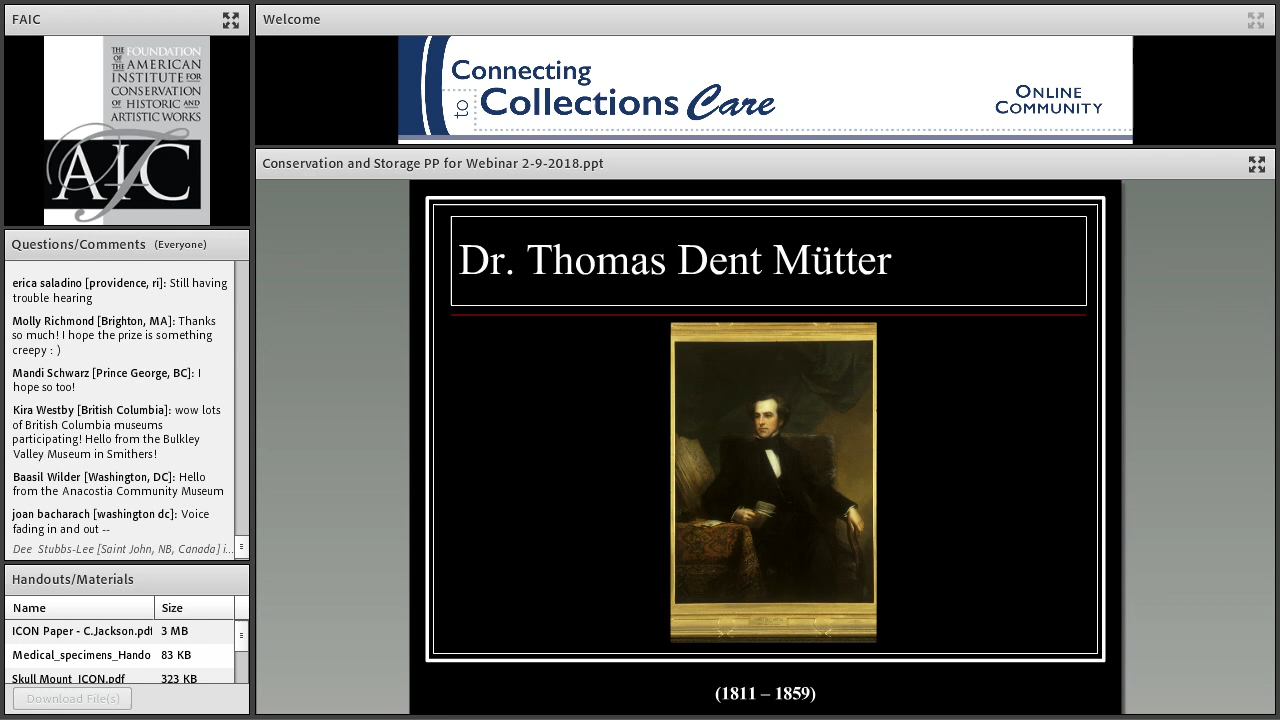 FAIC
THE FOUNDATION
OF THE AMERICAN
INSTITUTE FOR
CONSERVATION
OF HISTORIC AND
ARTISTIC WORKS
AIC
Questions/Comments (Everyone)
erica saladino [providence, ri]: Still having
trouble hearing
Molly Richmond [Brighton, MA]: Thanks
so much! I hope the prize is something
creepy : )
Mandi Schwarz [Prince George, BC]: I
hope so too!
Kira Westby [British Columbia]: wow lots
of British Columbia museums
participating! Hello from the Bulkley
Valley Museum in Smithers!
Baasil Wilder [Washington, DC]: Hello
from the Anacostia Community Museum
joan bacharach [washington dc]: Voice
fading in and out --
Dee Stubbs-Lee [Saint John, NB, Canada] i...
Handouts/Materials
Name Size
ICON Paper - C.Jackson.pdf 3 MB
Medical_specimens_Hando 83 KB
Skull Mount_ICON.pdf 323 KB
Download File(s)
Welcome
Connecting
to Collections Care
ONLINE
COMMUNITY
Conservation and Storage PP for Webinar 2-9-2018.ppt
Dr. Thomas Dent Mütter
(1811 – 1859)